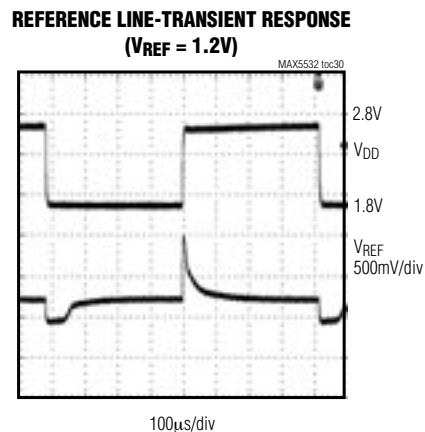 REFERENCE LINE-TRANSIENT RESPONSE
(VREF = 1.2V)
MAX5532 toc30
2.8V
VDD
1.8V
VREF
500mV/div
100µs/div